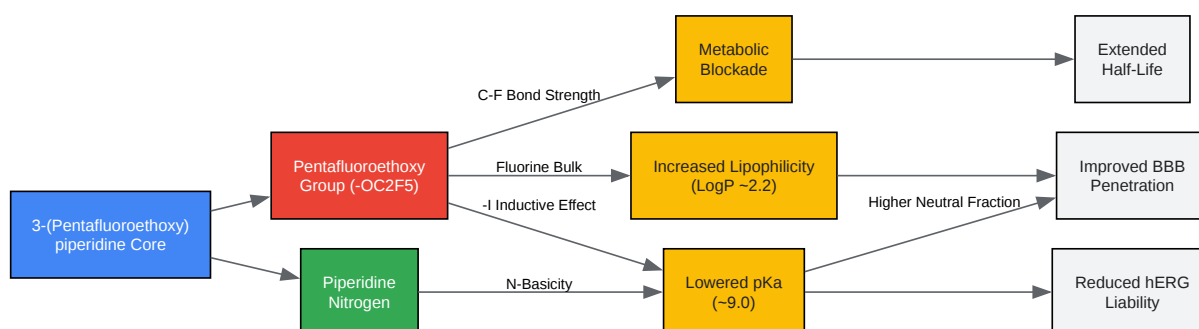 3-(Pentafluoroethoxy)
piperidine Core
Pentafluoroethoxy
Group (-OC2F5)
Piperidine
Nitrogen
C-F Bond Strength
Fluorine Bulk
-I Inductive Effect
N-Basicity
Metabolic
Blockade
Increased Lipophilicity
(LogP ~2.2)
Lowered pKa
(~9.0)
Higher Neutral Fraction
Extended
Half-Life
Improved BBB
Penetration
Reduced hERG
Liability